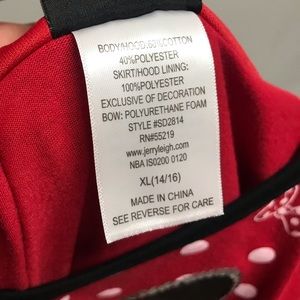 BODY/HOOD:60%COTTON
40%POLYESTER
SKIRT/HOOD LINING:
100%POLYESTER
EXCLUSIVE OF DECORATION
BOW: POLYURETHANE FOAM
STYLE #SD2814
RN#55219
www.jerryleigh.com
NBA IS0200 0120
XL(14/16)
MADE IN CHINA
SEE REVERSE FOR CARE